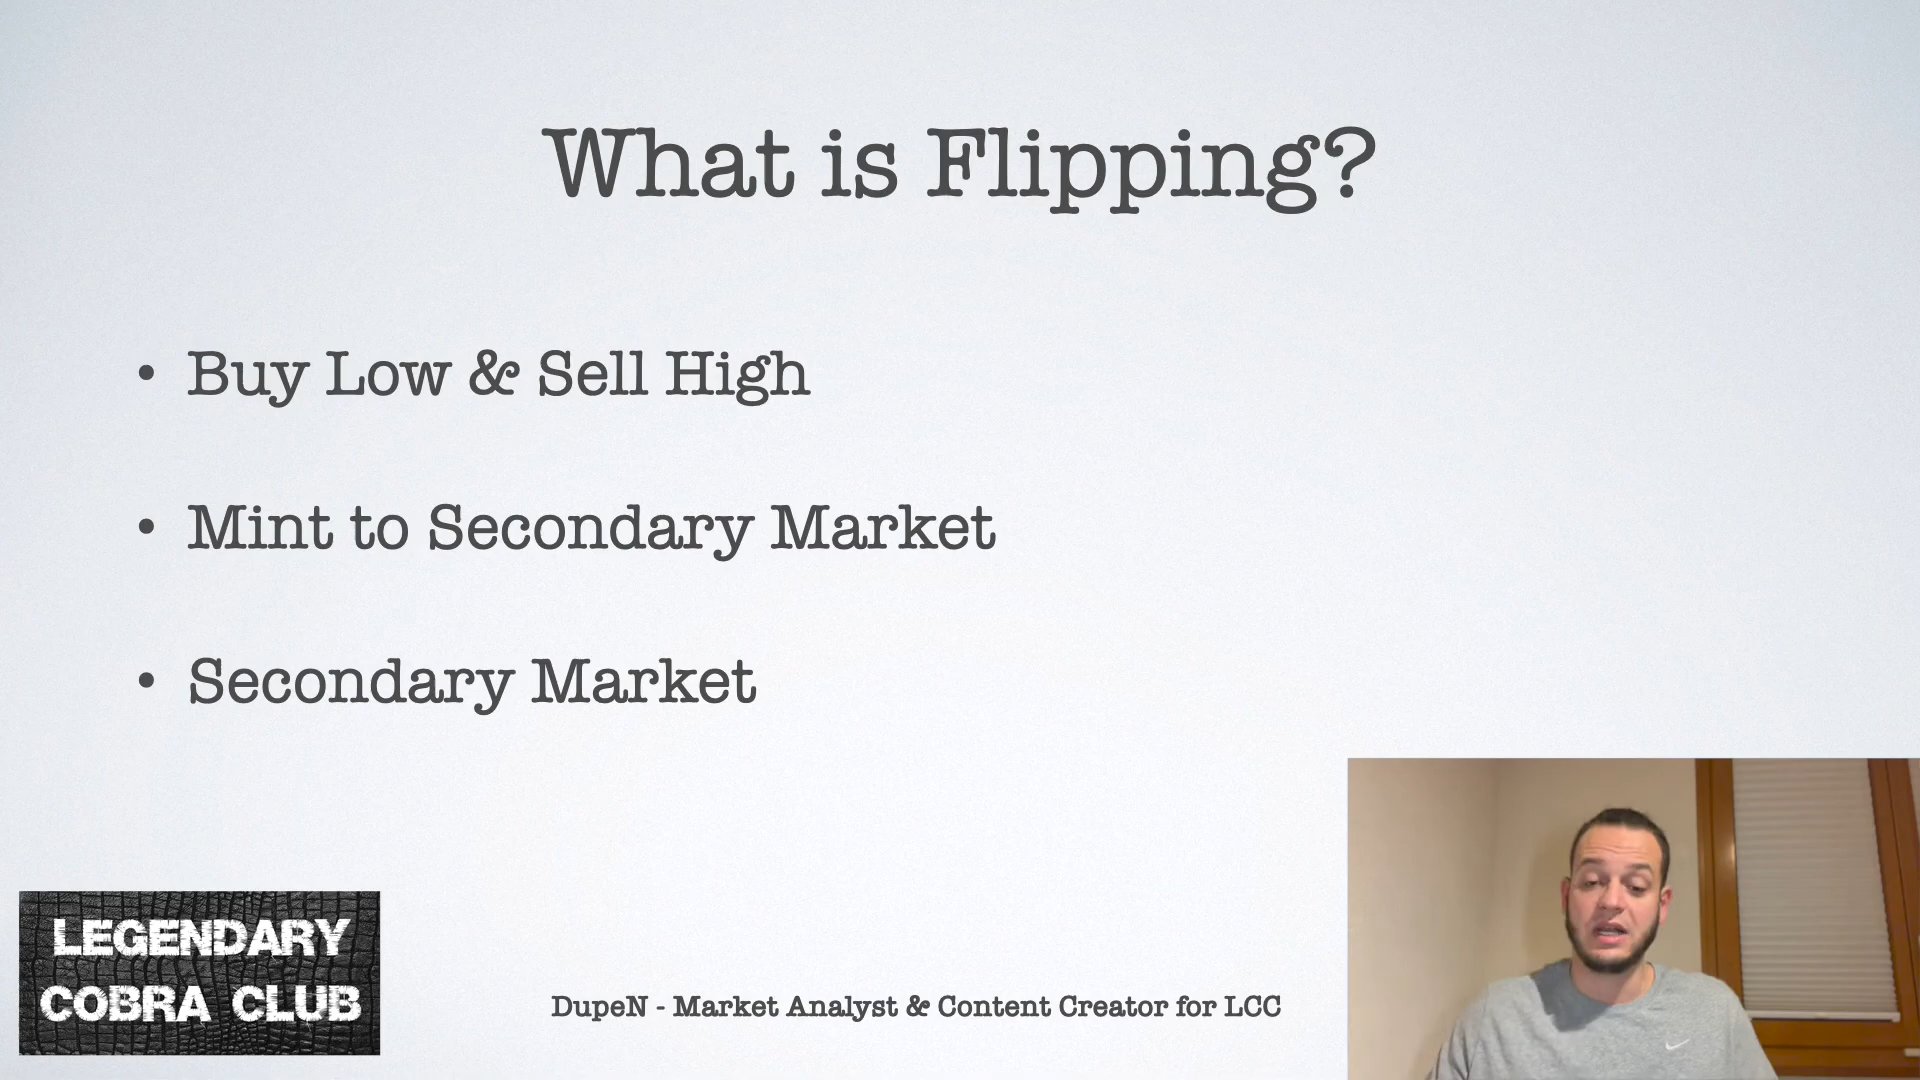 What is Flipping?
• Buy Low & Sell High
• Mint to Secondary Market
• Secondary Market
LEGENDARY
COBRA CLUB
DupeN - Market Analyst & Content Creator for LCC